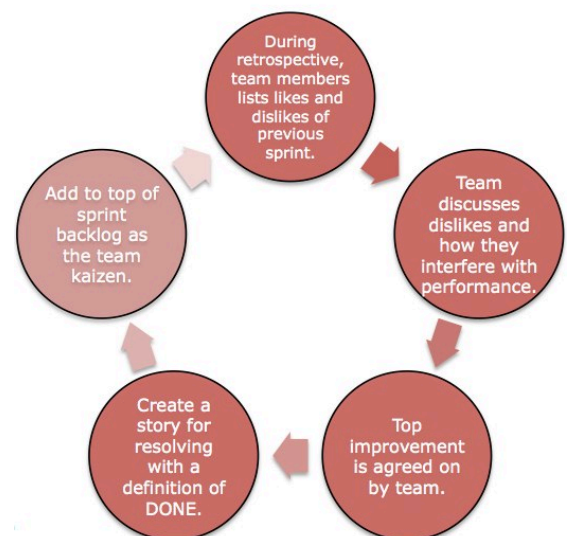 During
retrospective,
team members
lists likes and
dislikes of
previous
sprint.
Team
discusses
dislikes and
how they
interfere with
performance.
Top
improvement
is agreed on
by team.
Create a
story for
resolving
with a
definition of
DONE.
Add to top of
sprint
backlog as
the team
kaizen.